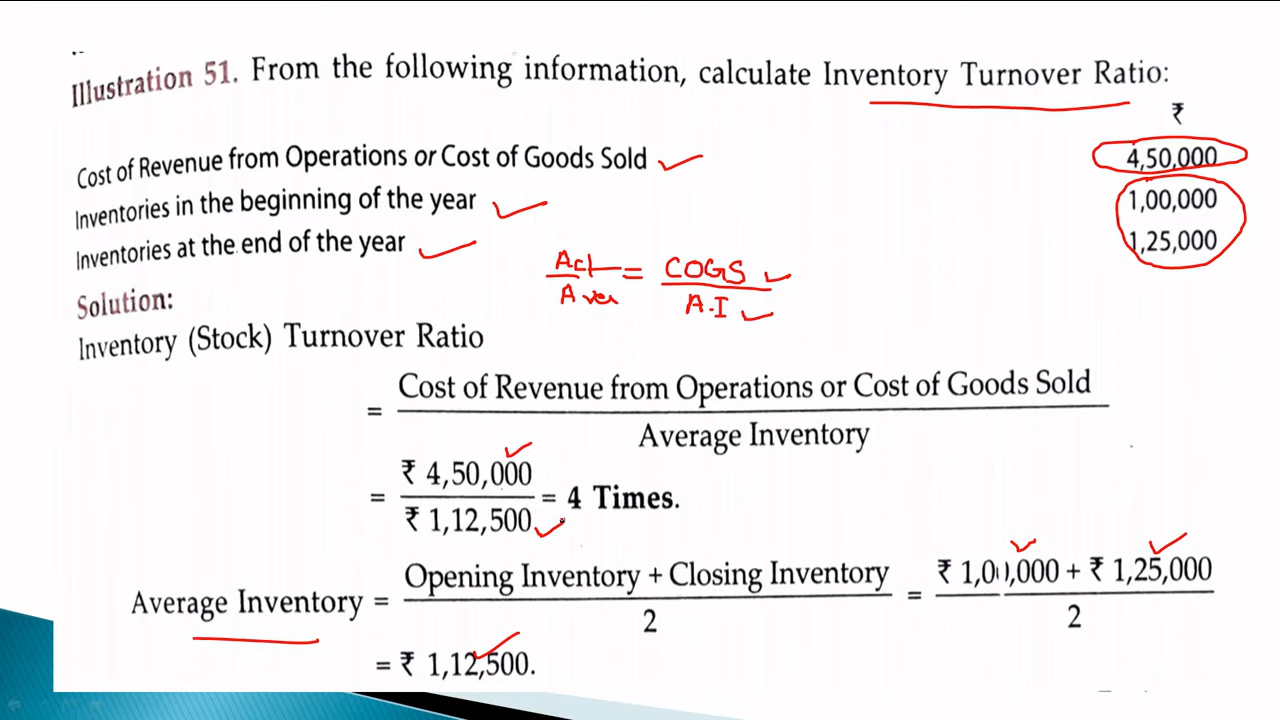 Illustration 51. From the following information, calculate Inventory Turnover Ratio:
₹
Cost of Revenue from Operations or Cost of Goods Sold 4,50,000
Inventories in the beginning of the year 1,00,000
Inventories at the end of the year 1,25,000
Act = COGS
Aver A.I
Solution:
Inventory (Stock) Turnover Ratio
= Cost of Revenue from Operations or Cost of Goods Sold
Average Inventory
= ₹ 4,50,000 = 4 Times.
₹ 1,12,500
Average Inventory = Opening Inventory + Closing Inventory = ₹ 1,00,000 + ₹ 1,25,000
2 2
= ₹ 1,12,500.